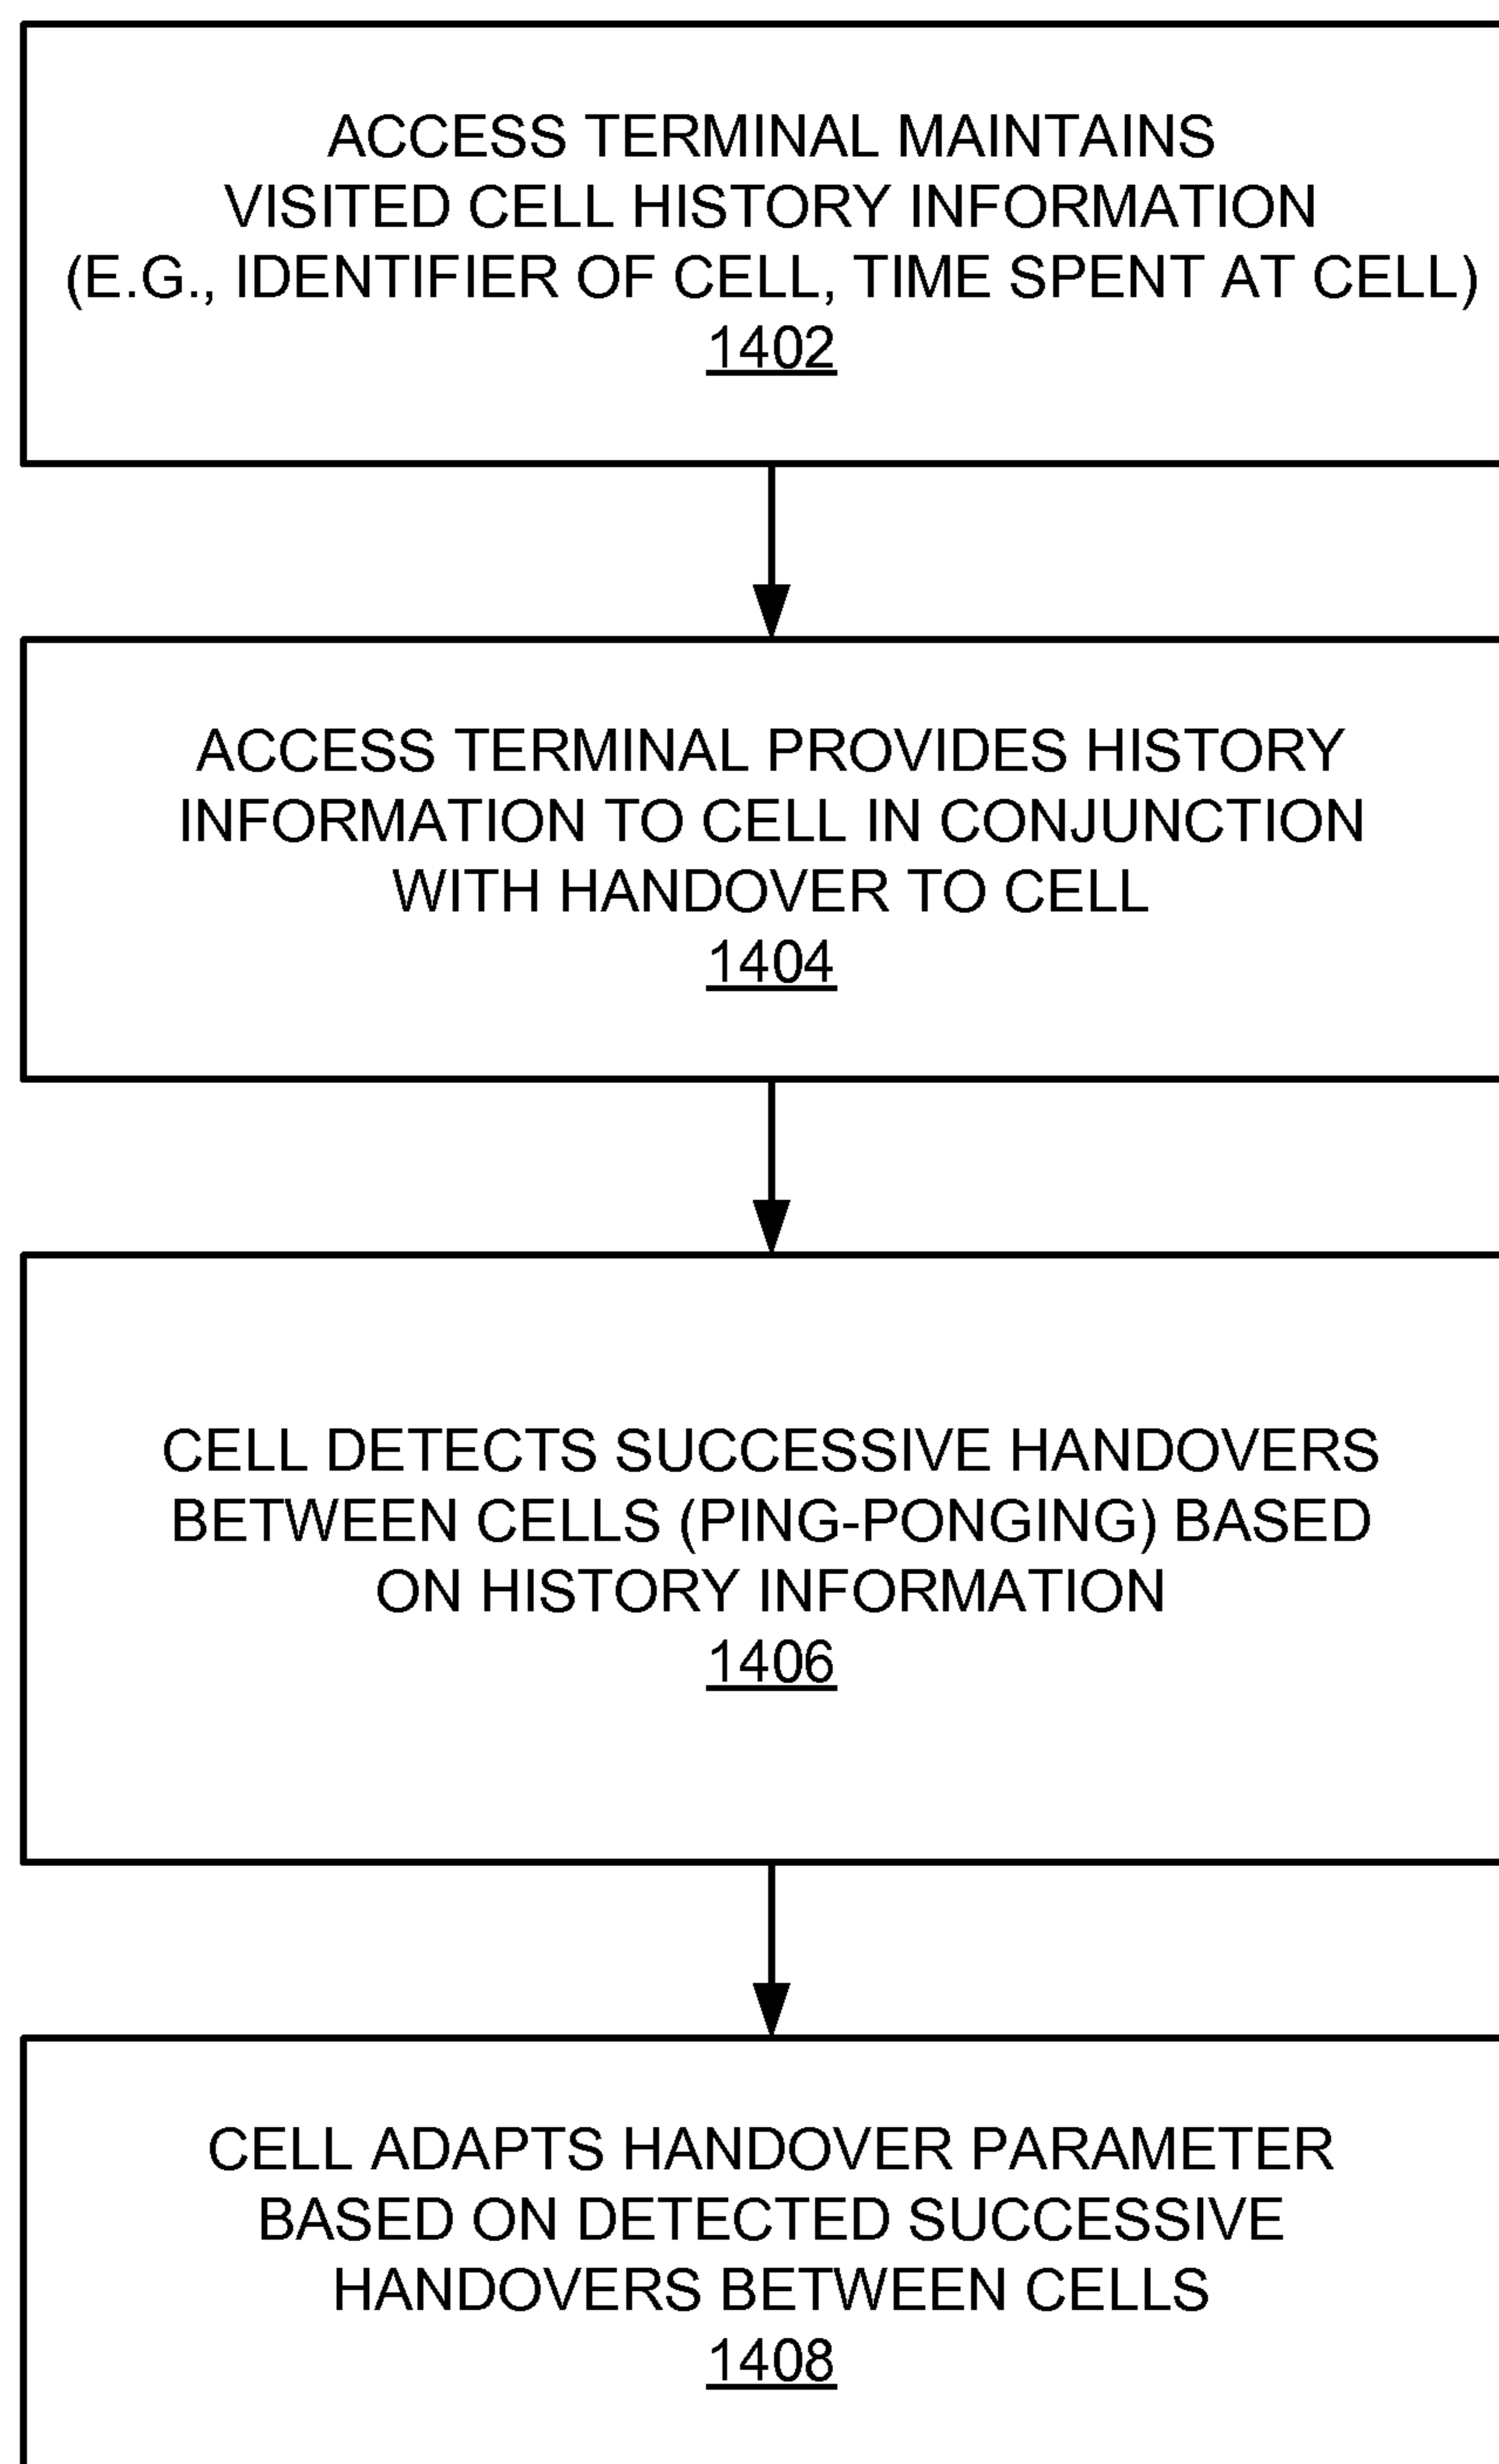 ACCESS TERMINAL MAINTAINS
VISITED CELL HISTORY INFORMATION
(E.G., IDENTIFIER OF CELL, TIME SPENT AT CELL)
1402
ACCESS TERMINAL PROVIDES HISTORY
INFORMATION TO CELL IN CONJUNCTION
WITH HANDOVER TO CELL
1404
CELL DETECTS SUCCESSIVE HANDOVERS
BETWEEN CELLS (PING-PONGING) BASED
ON HISTORY INFORMATION
1406
CELL ADAPTS HANDOVER PARAMETER
BASED ON DETECTED SUCCESSIVE
HANDOVERS BETWEEN CELLS
1408